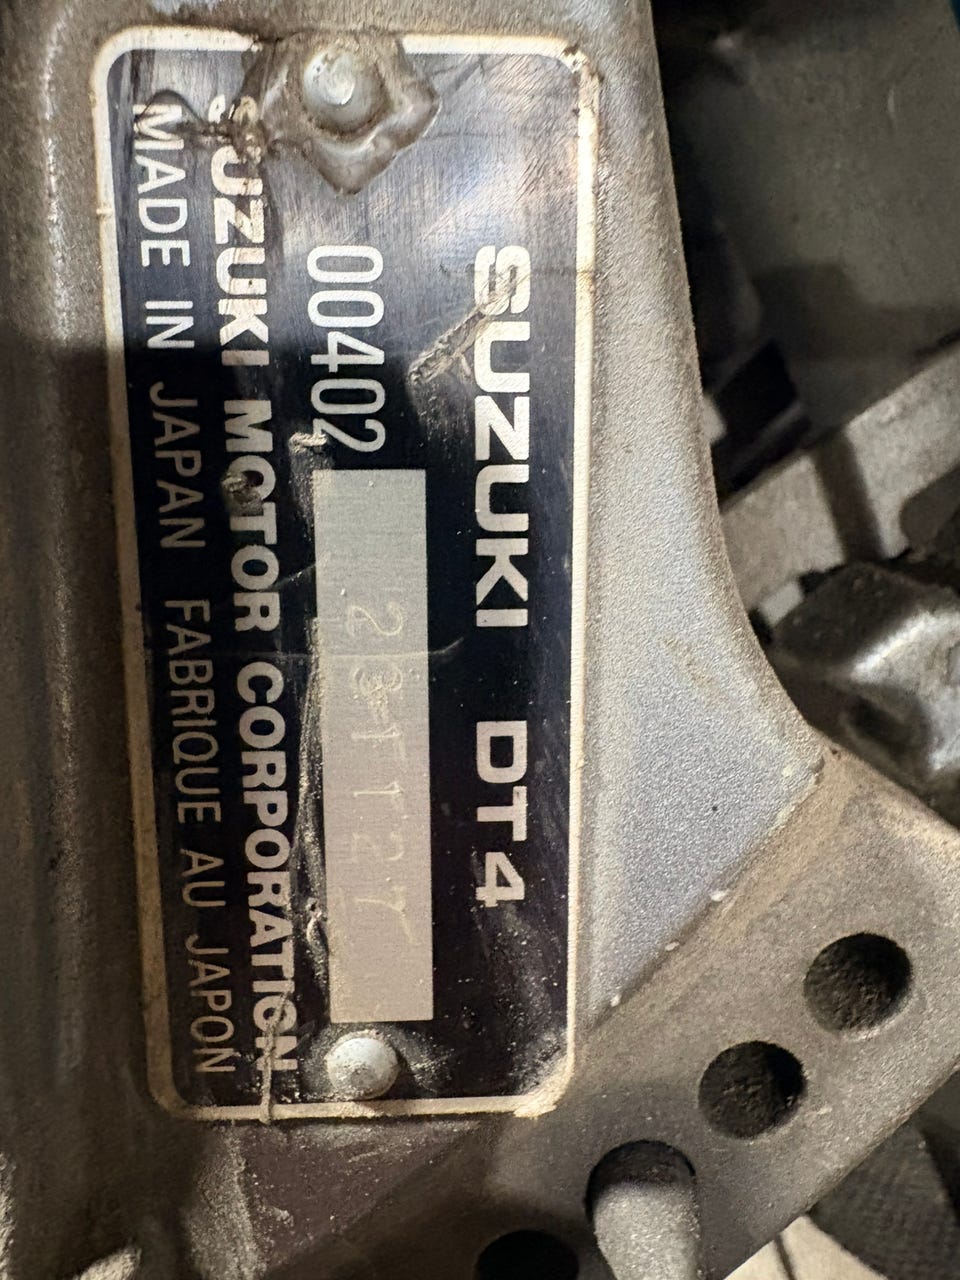 SUZUKI DT4
00402
SUZUKI MOTOR CORPORATION
MADE IN JAPAN FABRIQUE AU JAPON